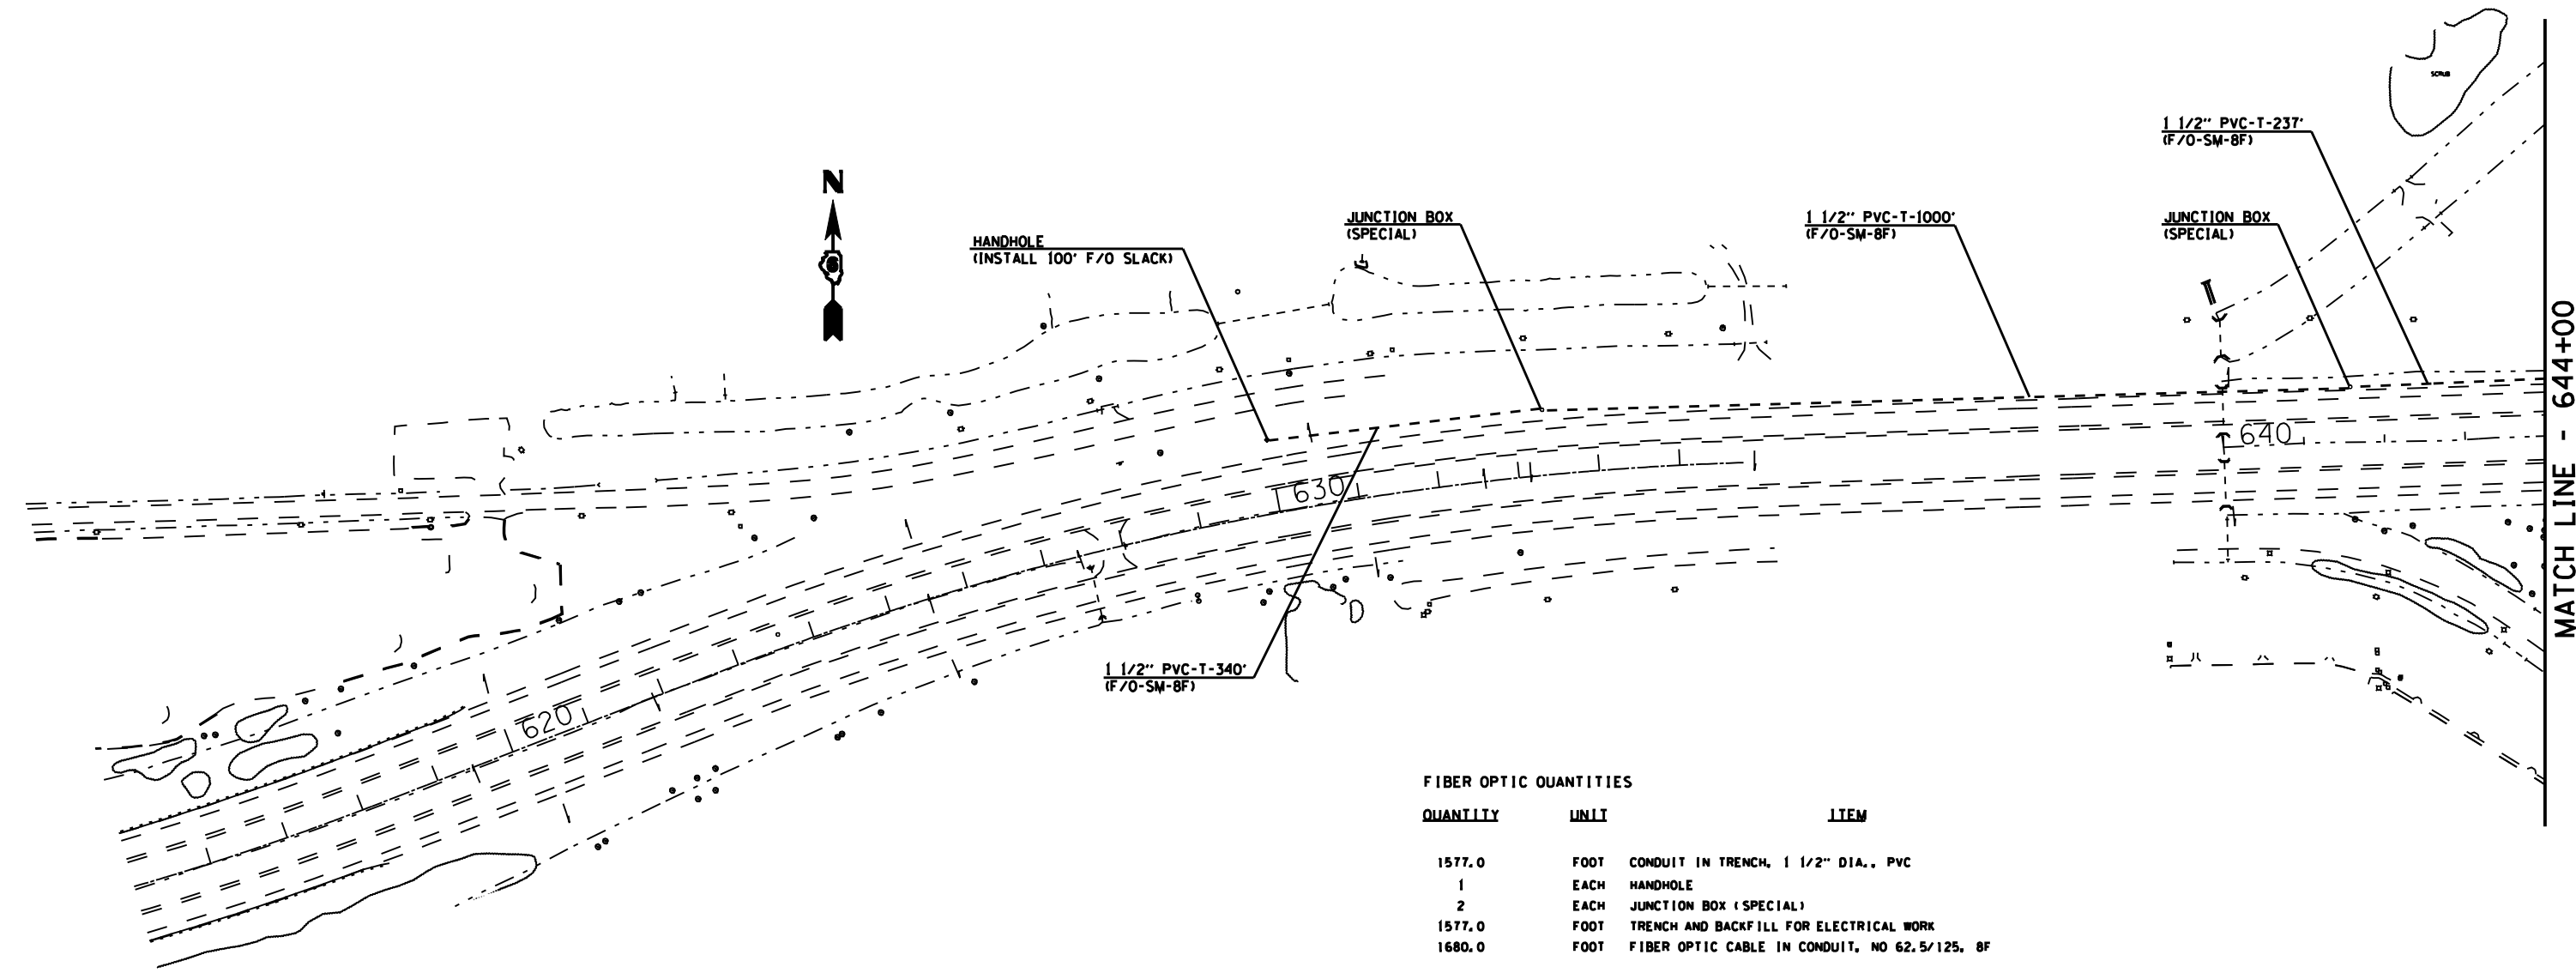 SCRUB
1 1/2" PVC-T-237'
(F/O-SM-8F)
N
JUNCTION BOX
(SPECIAL)
1 1/2" PVC-T-1000'
(F/O-SM-8F)
JUNCTION BOX
(SPECIAL)
HANDHOLE
(INSTALL 100' F/O SLACK)
MATCH LINE - 644+00
640
630
1 1/2" PVC-T-340'
(F/O-SM-8F)
620
FIBER OPTIC QUANTITIES
QUANTITY UNIT ITEM
1577.0 FOOT CONDUIT IN TRENCH, 1 1/2" DIA., PVC
1 EACH HANDHOLE
2 EACH JUNCTION BOX (SPECIAL)
1577.0 FOOT TRENCH AND BACKFILL FOR ELECTRICAL WORK
1680.0 FOOT FIBER OPTIC CABLE IN CONDUIT, NO 62.5/125, 8F